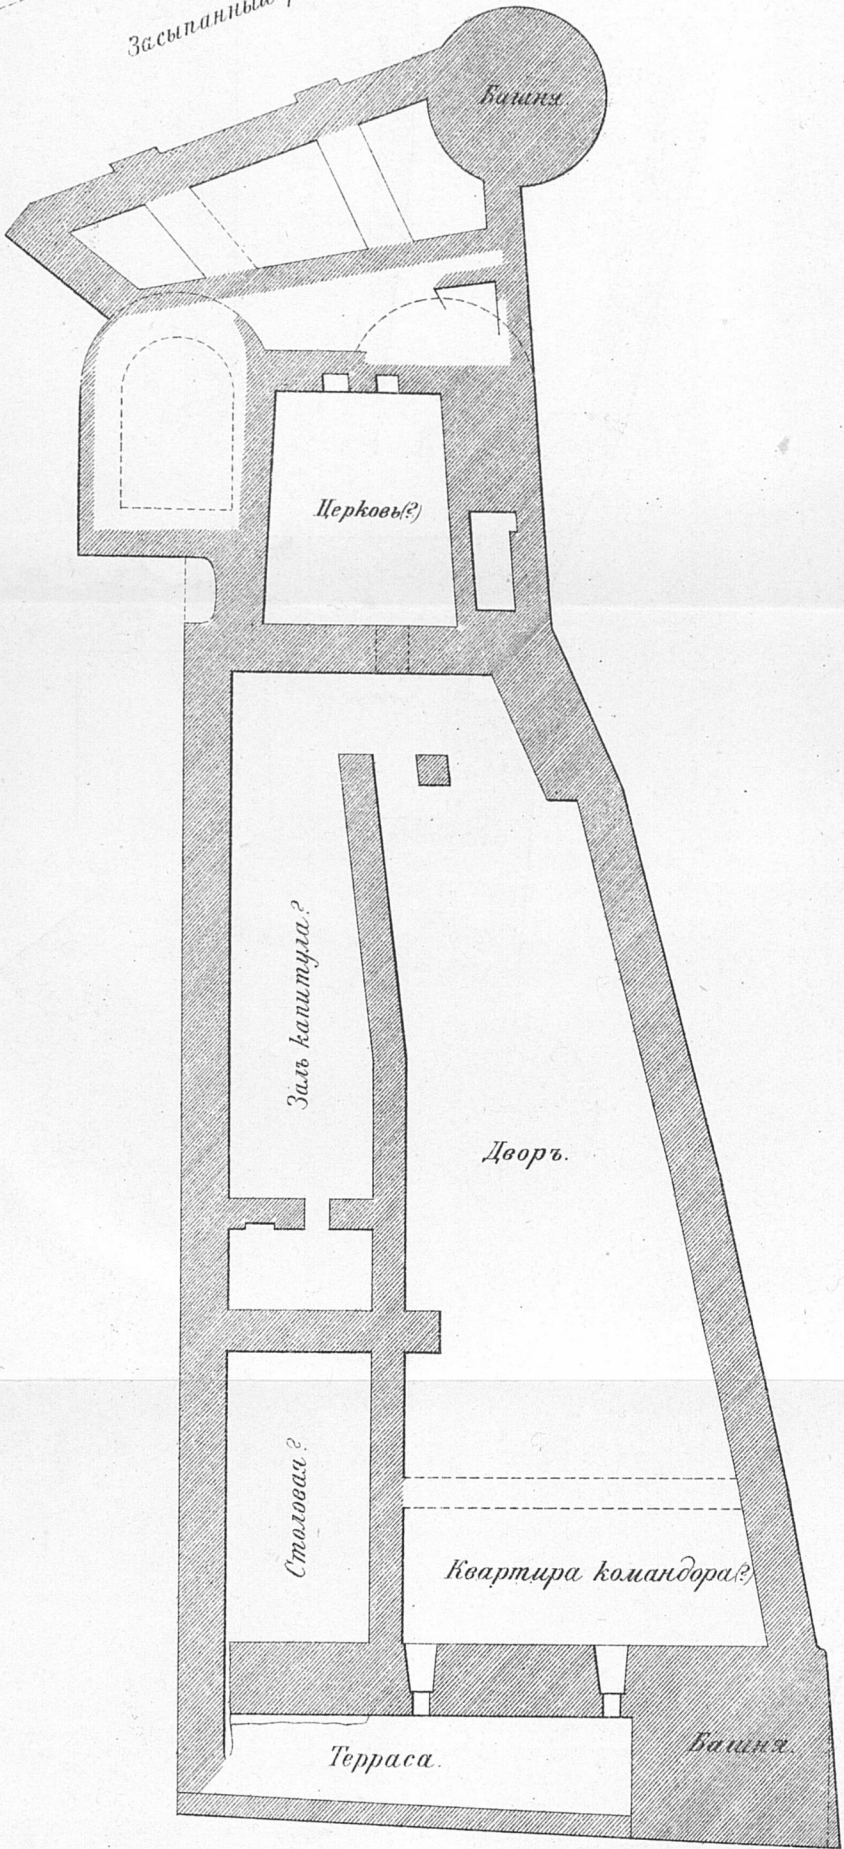 Засыпанный
Башня.
Церковь(?)
Залъ капитула?
Дворъ.
Столовая?
Квартира командора(?)
Терраса.
Башня.